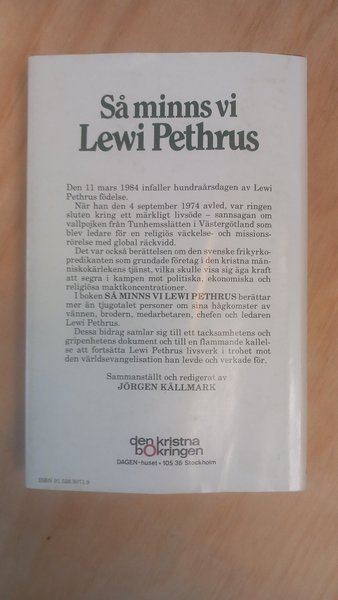 Så minns vi
Lewi Pethrus
Den 11 mars 1984 infaller hundraårsdagen av Lewi
Pethrus födelse.
När han den 4 september 1974 avled, var ringen
sluten kring ett märkligt livsöde – sannsagan om
vallpojken från Tunhemsslätten i Västergötland som
blev ledare för en religiös väckelse- och missions-
rörelse med global räckvidd.
Det var också berättelsen om den svenske frikyrko-
predikanten som grundade företag i den kristna män-
niskokärlekens tjänst, vilka skulle visa sig äga kraft
att segra i kampen mot politiska, ekonomiska och
religiösa maktkoncentrationer.
I boken SÅ MINNS VI LEWI PETHRUS berättar
mer än tjugotalet personer om sina hågkomster av
vännen, brodern, medarbetaren, chefen och ledaren
Lewi Pethrus.
Dessa bidrag samlar sig till ett tacksamhetens och
gripenhetens dokument och till en flammande kallel-
se att fortsätta Lewi Pethrus livsverk i trohet mot
den världsevangelisation han levde och verkade för.
Sammanställt och redigerat av
JÖRGEN KÄLLMARK
den kristna
bokringen
DAGEN-huset • 105 36 Stockholm
ISBN 91